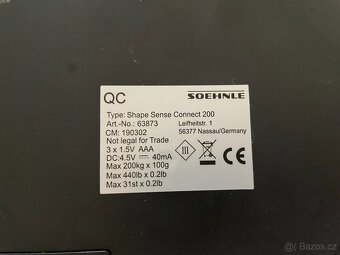 QC
SOEHNLE
Type: Shape Sense Connect 200
Art.-No.: 63873
Leifheitstr. 1
CM: 190302
56377 Nassau/Germany
Not legal for Trade
3 x 1.5V AAA
DC:4.5V ⎓ 40mA
Max 200kg x 100g
Max 440lb x 0.2lb
Max 31st x 0.2lb
III
CE
Bazoš.cz